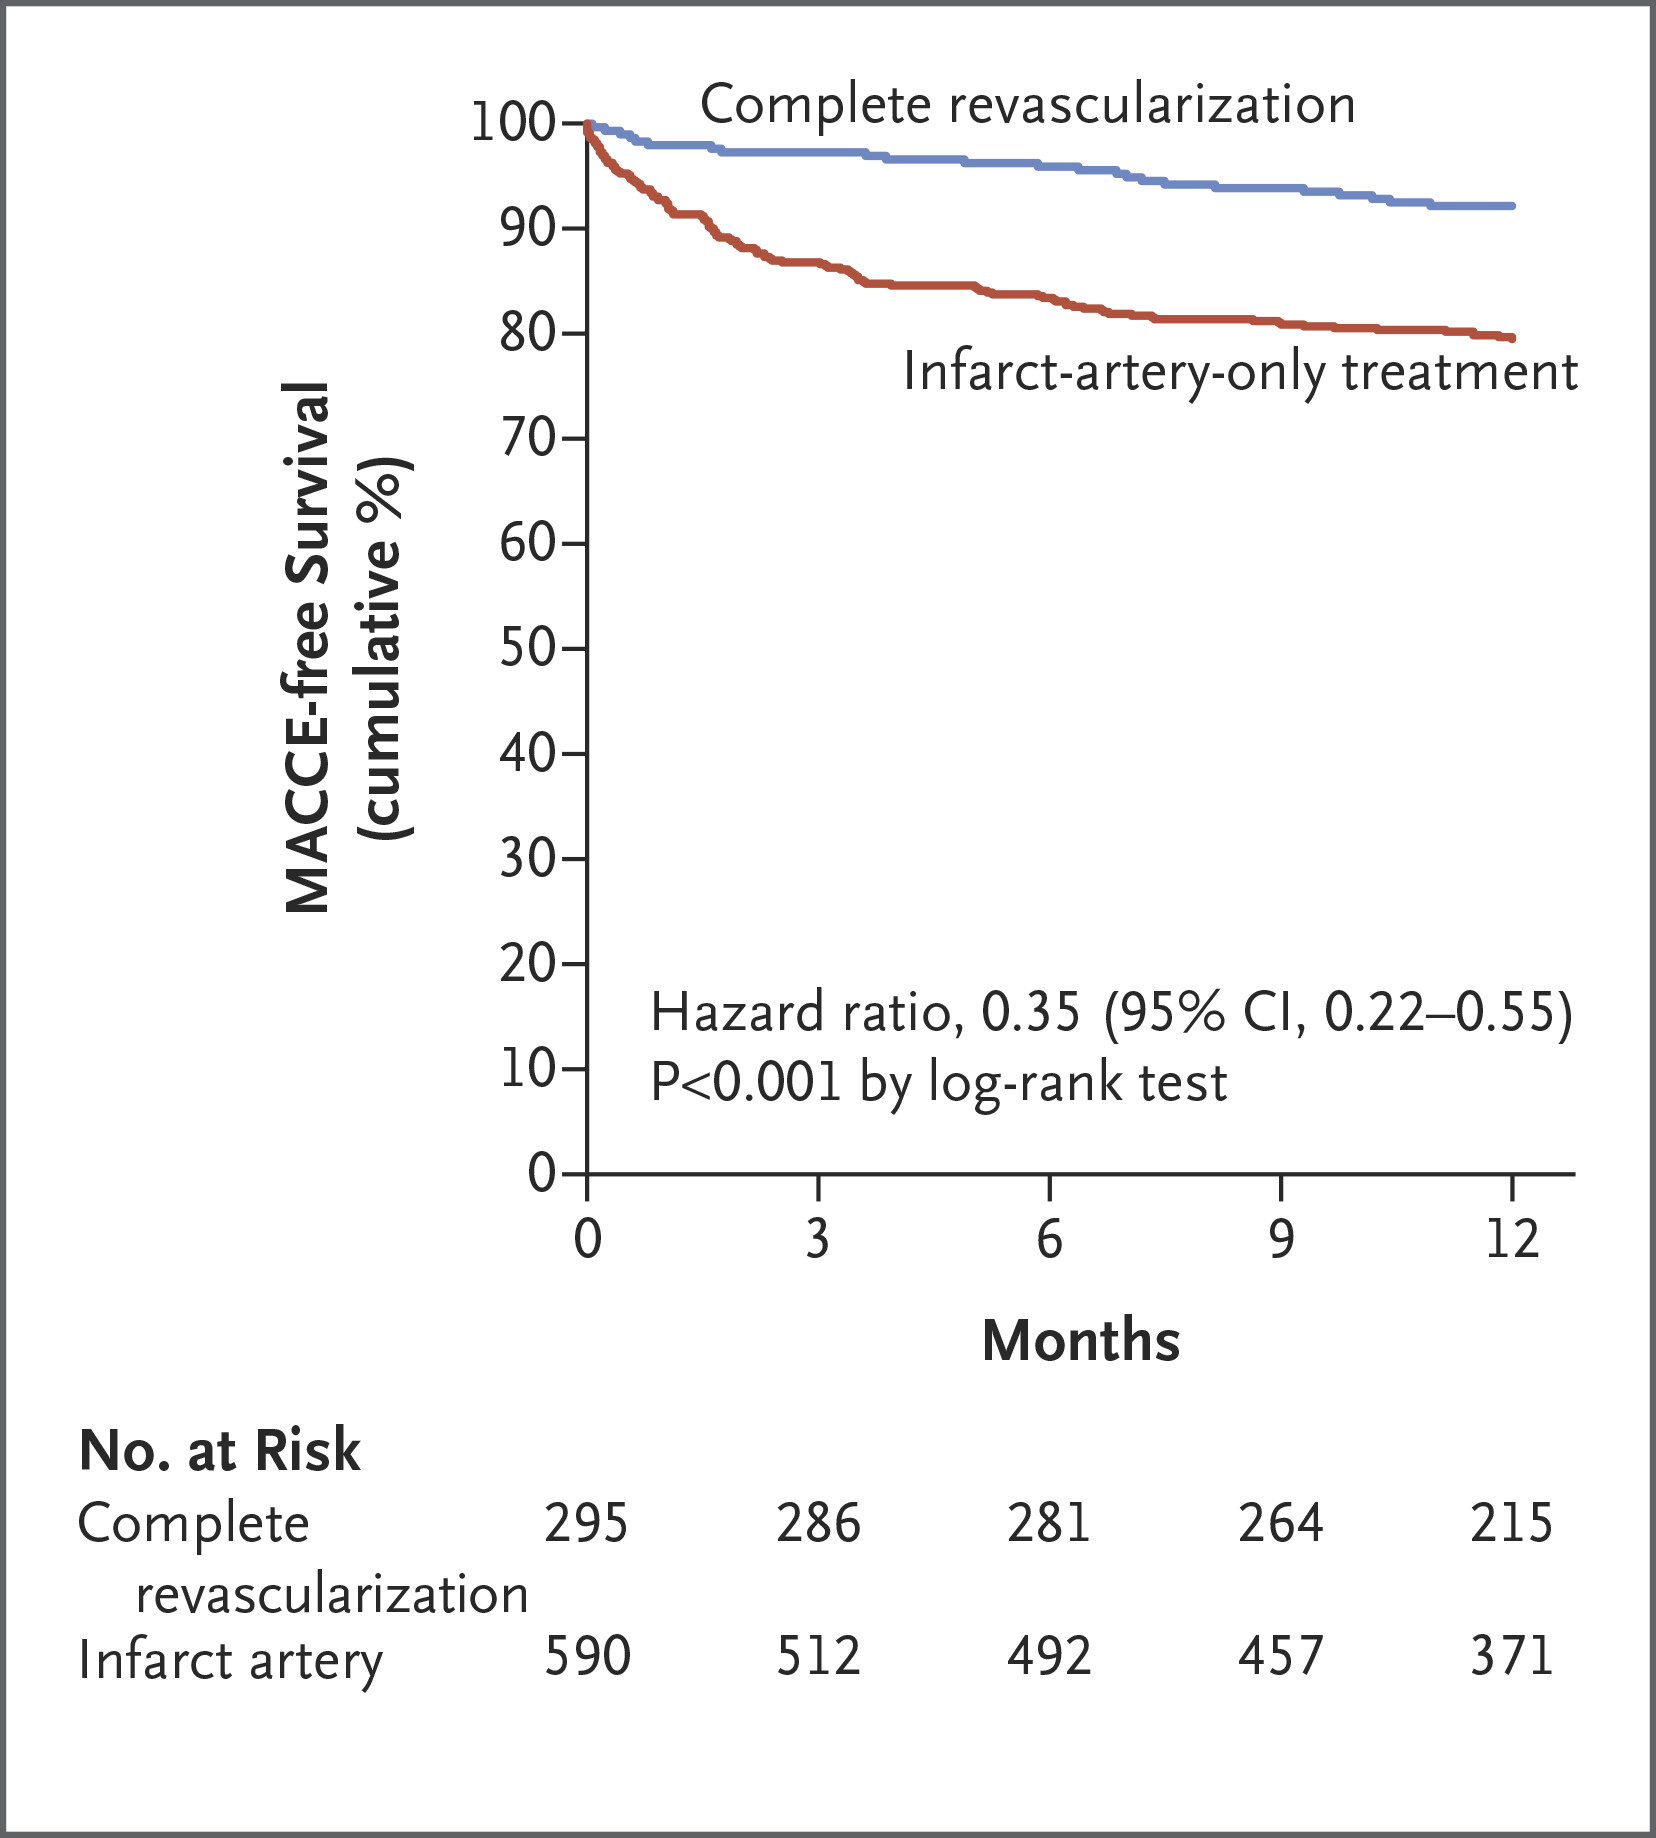 Complete revascularization
100
90
80
70
60
50
40
30
20
10
0
MACCE-free Survival
(cumulative %)
Infarct-artery-only treatment
Hazard ratio, 0.35 (95% CI, 0.22–0.55)
P<0.001 by log-rank test
0 3 6 9 12
Months
No. at Risk
Complete 295 286 281 264 215
revascularization
Infarct artery 590 512 492 457 371